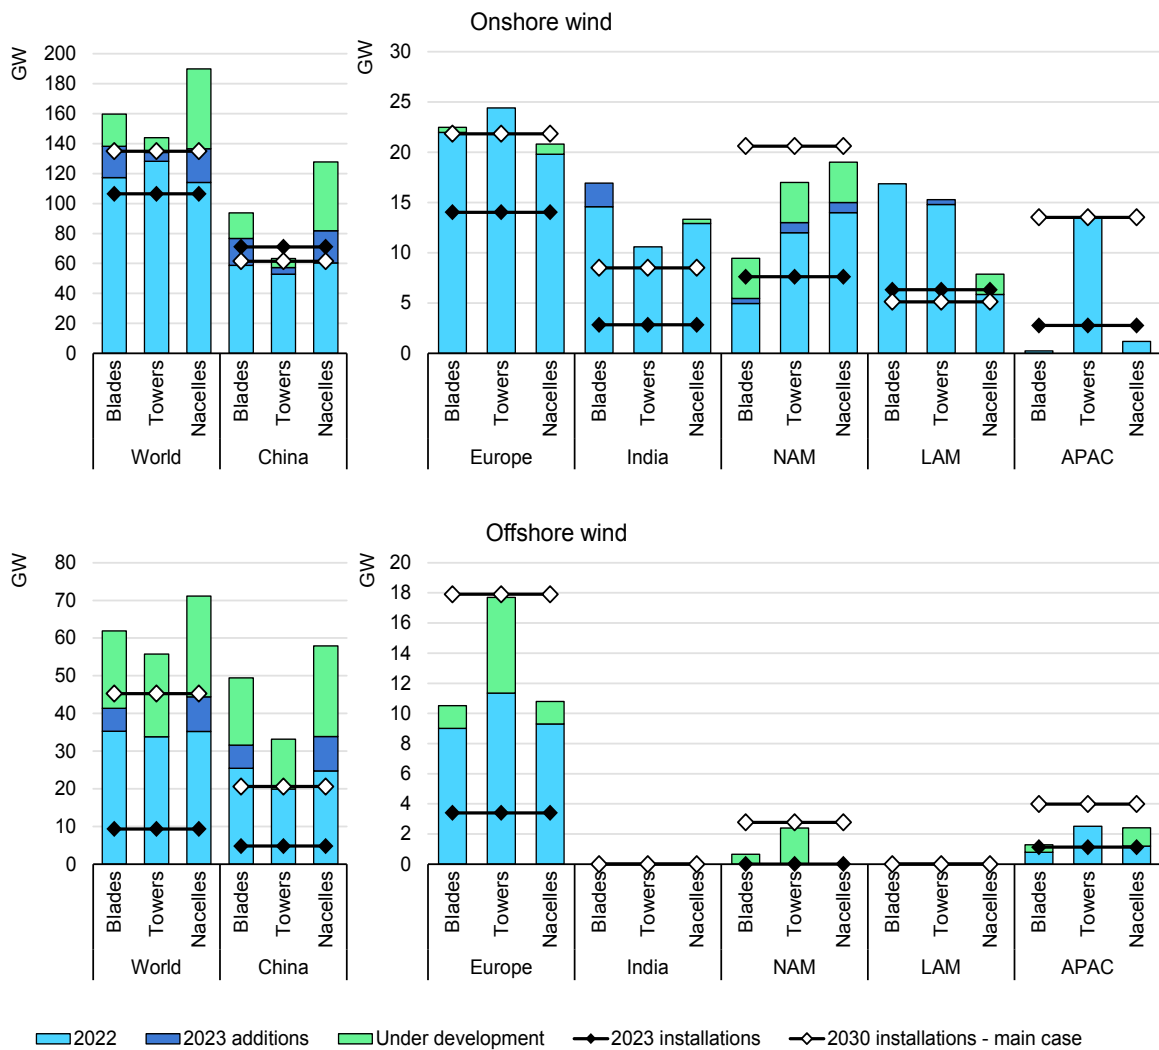 Onshore wind
GW
200
180
160
140
120
100
80
60
40
20
0
Blades
Towers
Nacelles
Blades
Towers
Nacelles
World
China
GW
30
25
20
15
10
5
0
Blades
Towers
Nacelles
Blades
Towers
Nacelles
Blades
Towers
Nacelles
Blades
Towers
Nacelles
Blades
Towers
Nacelles
Europe
India
NAM
LAM
APAC
Offshore wind
GW
80
70
60
50
40
30
20
10
0
Blades
Towers
Nacelles
Blades
Towers
Nacelles
World
China
GW
20
18
16
14
12
10
8
6
4
2
0
Blades
Towers
Nacelles
Blades
Towers
Nacelles
Blades
Towers
Nacelles
Blades
Towers
Nacelles
Blades
Towers
Nacelles
Europe
India
NAM
LAM
APAC
2022
2023 additions
Under development
2023 installations
2030 installations - main case